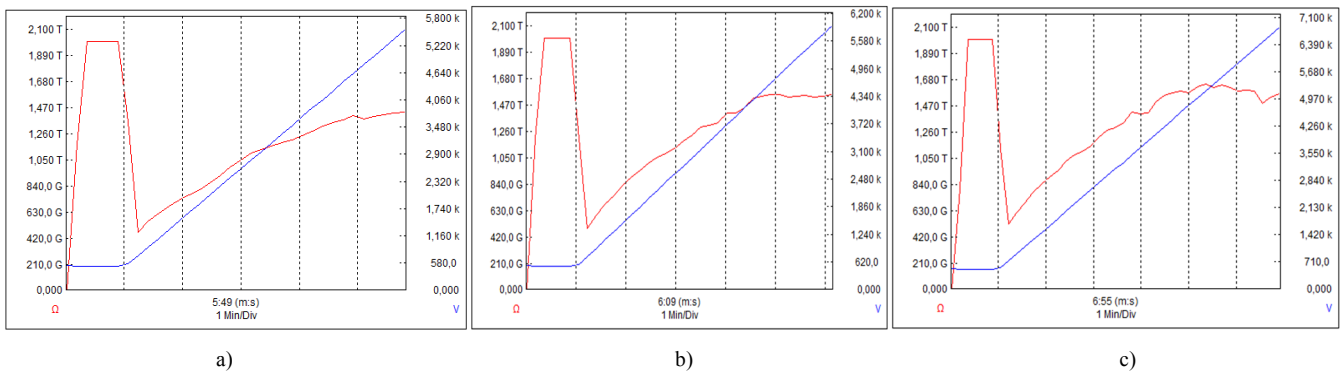 2,100 T
1,890 T
1,680 T
1,470 T
1,260 T
1,050 T
840,0 G
630,0 G
420,0 G
210,0 G
0,000
Ω
5,800 k
5,220 k
4,640 k
4,060 k
3,480 k
2,900 k
2,320 k
1,740 k
1,160 k
580,0
0,000
V
5:49 (m:s)
1 Min/Div
2,100 T
1,890 T
1,680 T
1,470 T
1,260 T
1,050 T
840,0 G
630,0 G
420,0 G
210,0 G
0,000
Ω
6,200 k
5,580 k
4,960 k
4,340 k
3,720 k
3,100 k
2,480 k
1,860 k
1,240 k
620,0
0,000
V
6:09 (m:s)
1 Min/Div
2,100 T
1,890 T
1,680 T
1,470 T
1,260 T
1,050 T
840,0 G
630,0 G
420,0 G
210,0 G
0,000
Ω
7,100 k
6,390 k
5,680 k
4,970 k
4,260 k
3,550 k
2,840 k
2,130 k
1,420 k
710,0
0,000
V
6:55 (m:s)
1 Min/Div
a)
b)
c)